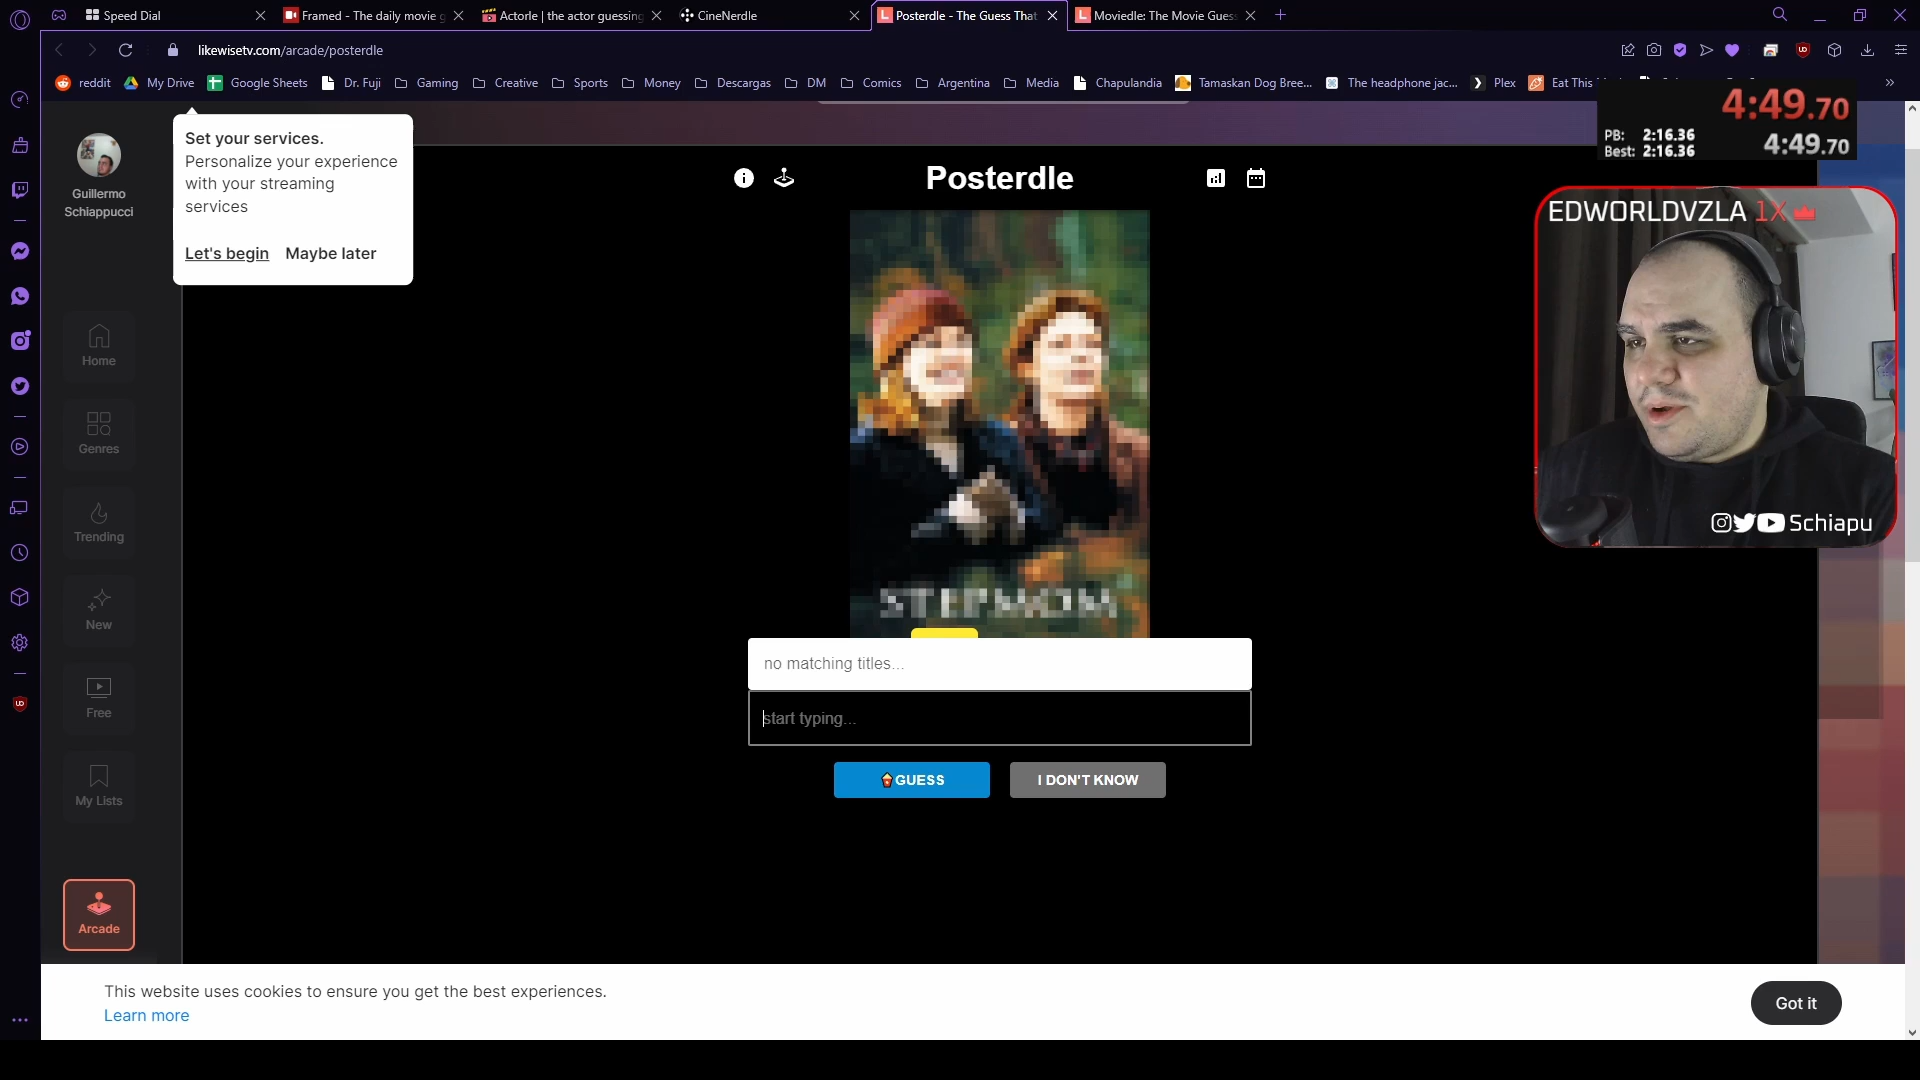 Speed Dial
Framed - The daily movie g
Actorle | the actor guessing
CineNerdle
Posterdle - The Guess That
Moviedle: The Movie Gues
likewisetv.com/arcade/posterdle
reddit
My Drive
Google Sheets
Dr. Fuji
Gaming
Creative
Sports
Money
Descargas
DM
Comics
Argentina
Media
Chapulandia
Tamaskan Dog Bree...
The headphone jac...
Plex
Eat This
4:49.70
PB: 2:16.36
Best: 2:16.36
4:49.70
Guillermo
Schiappucci
Set your services.
Personalize your experience
with your streaming
services
Let's begin
Maybe later
Posterdle
EDWORLDVZLA 1X
Schiapu
Home
Genres
Trending
New
Free
My Lists
Arcade
STEPMOM
no matching titles...
start typing...
GUESS
I DON'T KNOW
This website uses cookies to ensure you get the best experiences.
Learn more
Got it